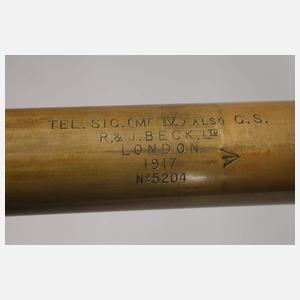 TEL. SIG. (MK IV.) ALSO G.S.
R. & J. BECK. LTD
LONDON.
1917
No 5204